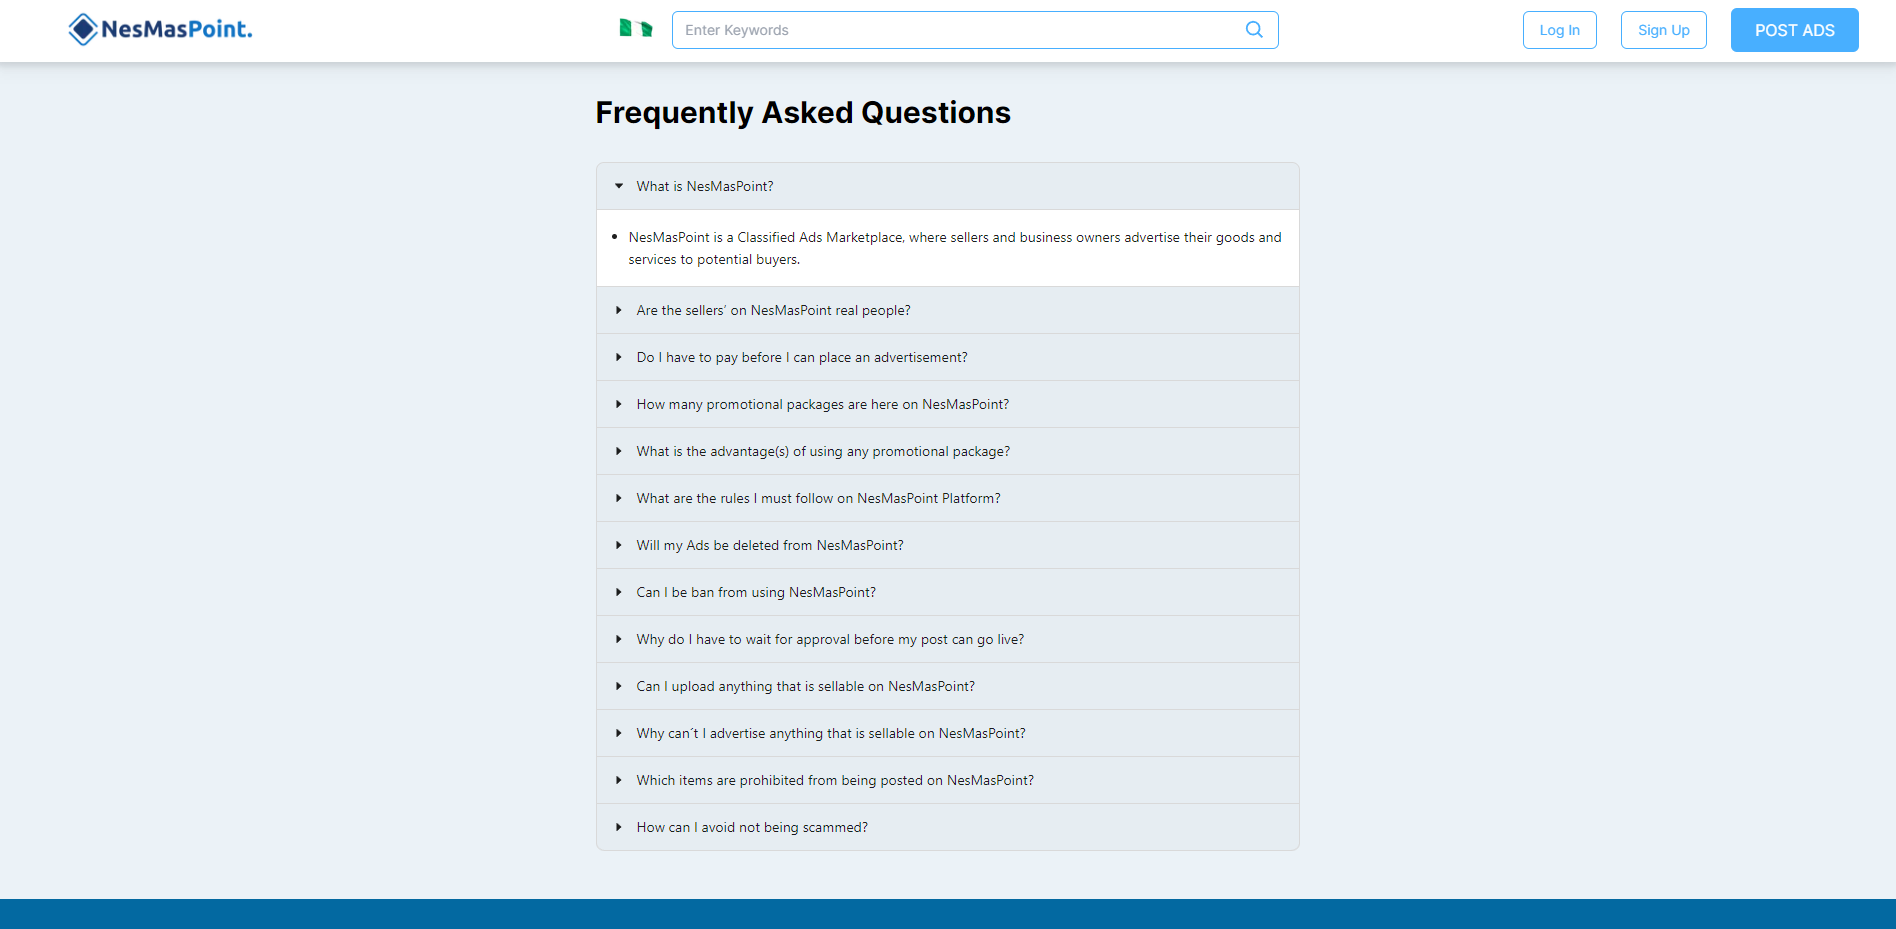 NesMasPoint.
Enter Keywords
Log In
Sign Up
POST ADS
Frequently Asked Questions
What is NesMasPoint?
NesMasPoint is a Classified Ads Marketplace, where sellers and business owners advertise their goods and
services to potential buyers.
Are the sellers’ on NesMasPoint real people?
Do I have to pay before I can place an advertisement?
How many promotional packages are here on NesMasPoint?
What is the advantage(s) of using any promotional package?
What are the rules I must follow on NesMasPoint Platform?
Will my Ads be deleted from NesMasPoint?
Can I be ban from using NesMasPoint?
Why do I have to wait for approval before my post can go live?
Can I upload anything that is sellable on NesMasPoint?
Why can´t I advertise anything that is sellable on NesMasPoint?
Which items are prohibited from being posted on NesMasPoint?
How can I avoid not being scammed?